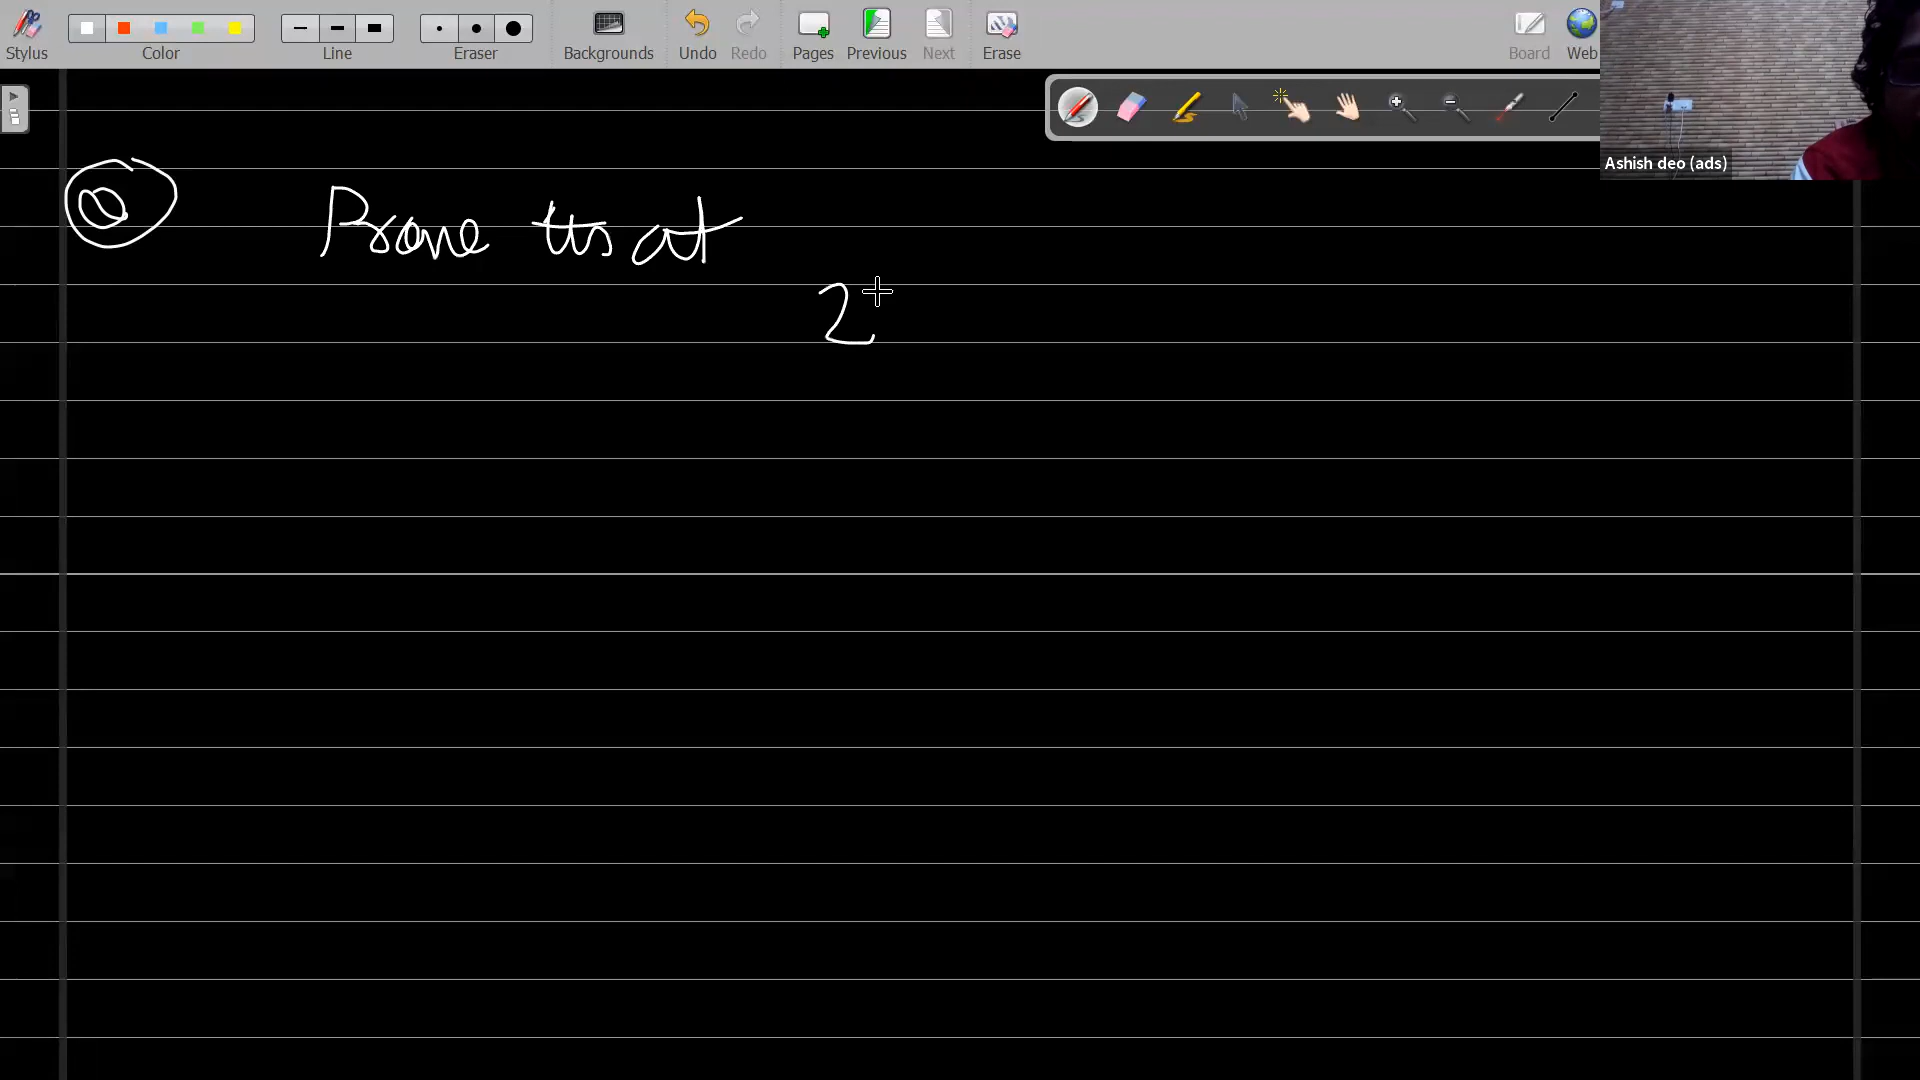 Stylus Color Line Eraser Backgrounds Undo Redo Pages Previous Next Erase Board Web
Ashish deo (ads)
Q Prove that
2